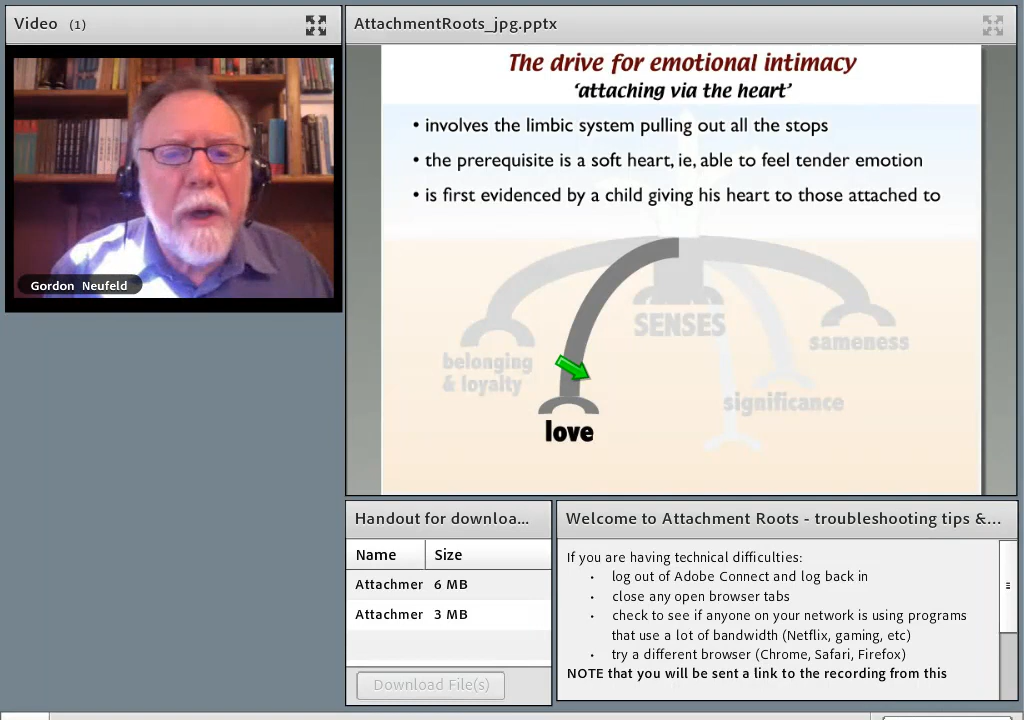 Video (1)
Gordon Neufeld
AttachmentRoots_jpg.pptx
The drive for emotional intimacy
‘attaching via the heart’
• involves the limbic system pulling out all the stops
• the prerequisite is a soft heart, ie, able to feel tender emotion
• is first evidenced by a child giving his heart to those attached to
SENSES
sameness
belonging
& loyalty
significance
love
Handout for downloa...
Name Size
Attachmer 6 MB
Attachmer 3 MB
Download File(s)
Welcome to Attachment Roots - troubleshooting tips &...
If you are having technical difficulties:
• log out of Adobe Connect and log back in
• close any open browser tabs
• check to see if anyone on your network is using programs
that use a lot of bandwidth (Netflix, gaming, etc)
• try a different browser (Chrome, Safari, Firefox)
NOTE that you will be sent a link to the recording from this